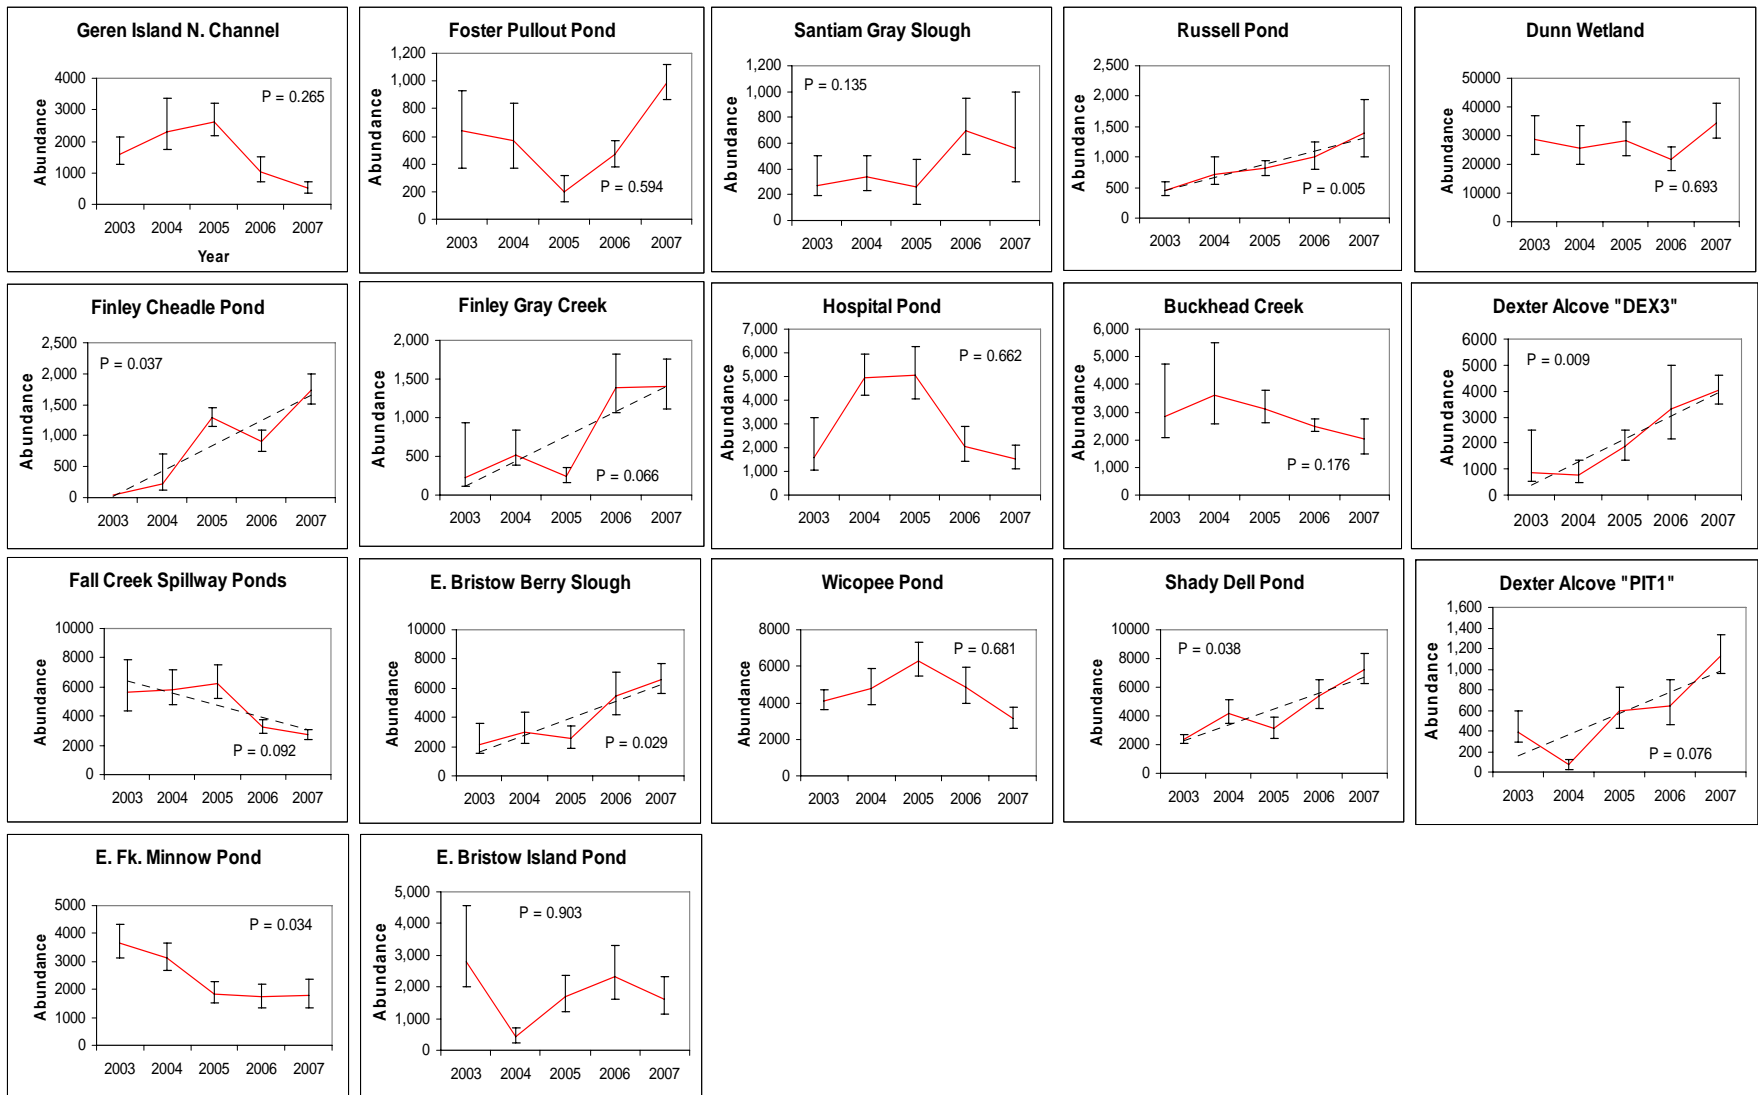 Geren Island N. Channel
4000
3000
2000
1000
0
Abundance
P = 0.265
2003 2004 2005 2006 2007
Year
Foster Pullout Pond
1,200
1,000
800
600
400
200
0
Abundance
P = 0.594
2003 2004 2005 2006 2007
Santiam Gray Slough
1,200
1,000
800
600
400
200
0
Abundance
P = 0.135
2003 2004 2005 2006 2007
Russell Pond
2,500
2,000
1,500
1,000
500
0
Abundance
P = 0.005
2003 2004 2005 2006 2007
Dunn Wetland
50000
40000
30000
20000
10000
0
Abundance
P = 0.693
2003 2004 2005 2006 2007
Finley Cheadle Pond
2,500
2,000
1,500
1,000
500
0
Abundance
P = 0.037
2003 2004 2005 2006 2007
Finley Gray Creek
2,000
1,500
1,000
500
0
Abundance
P = 0.066
2003 2004 2005 2006 2007
Hospital Pond
7,000
6,000
5,000
4,000
3,000
2,000
1,000
0
Abundance
P = 0.662
2003 2004 2005 2006 2007
Buckhead Creek
6,000
5,000
4,000
3,000
2,000
1,000
0
Abundance
P = 0.176
2003 2004 2005 2006 2007
Dexter Alcove "DEX3"
6000
5000
4000
3000
2000
1000
0
Abundance
P = 0.009
2003 2004 2005 2006 2007
Fall Creek Spillway Ponds
10000
8000
6000
4000
2000
0
Abundance
P = 0.092
2003 2004 2005 2006 2007
E. Bristow Berry Slough
10000
8000
6000
4000
2000
0
Abundance
P = 0.029
2003 2004 2005 2006 2007
Wicopee Pond
8000
6000
4000
2000
0
Abundance
P = 0.681
2003 2004 2005 2006 2007
Shady Dell Pond
10000
8000
6000
4000
2000
0
Abundance
P = 0.038
2003 2004 2005 2006 2007
Dexter Alcove "PIT1"
1,600
1,400
1,200
1,000
800
600
400
200
0
Abundance
P = 0.076
2003 2004 2005 2006 2007
E. Fk. Minnow Pond
5000
4000
3000
2000
1000
0
Abundance
P = 0.034
2003 2004 2005 2006 2007
E. Bristow Island Pond
5,000
4,000
3,000
2,000
1,000
0
Abundance
P = 0.903
2003 2004 2005 2006 2007